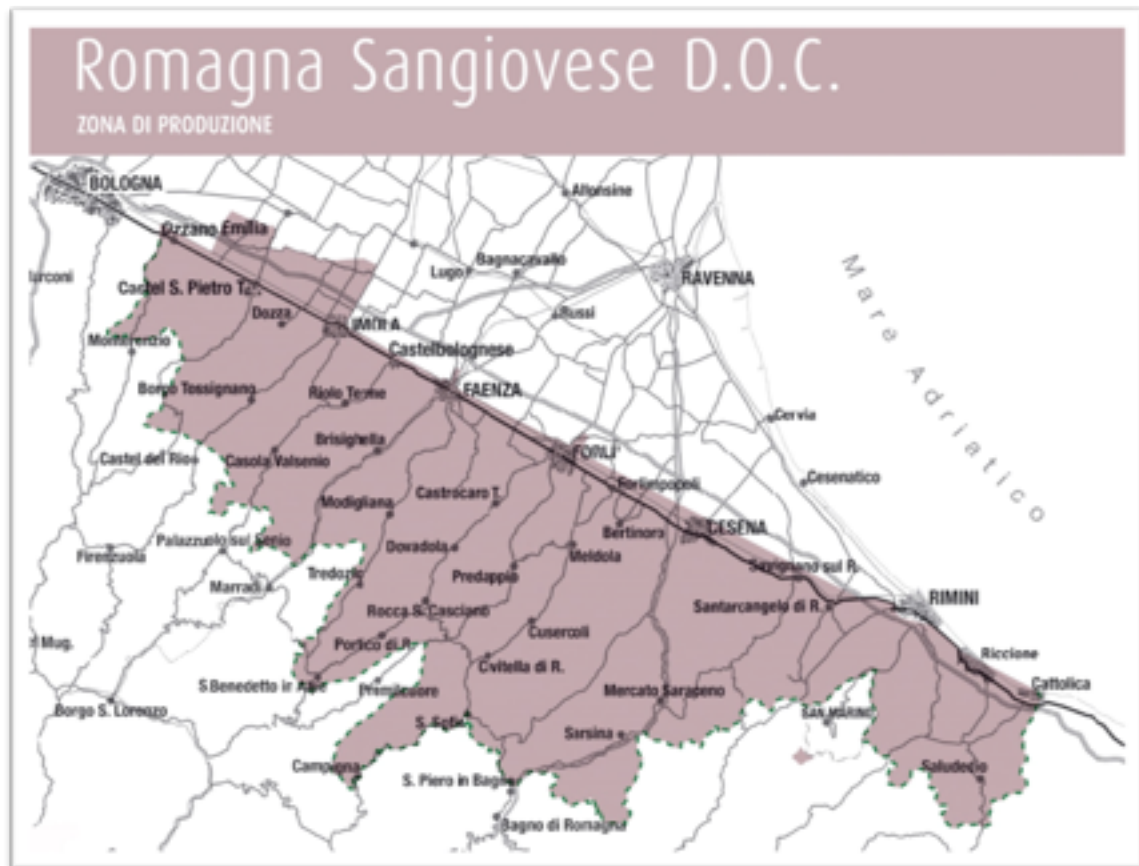 Romagna Sangiovese D.O.C.
ZONA DI PRODUZIONE
BOLOGNA
Alfonsine
Ozzano Emilia
Lugo
Bagnacavallo
RAVENNA
Castel S. Pietro T.
Dozza
IMOLA
Russi
Mare Adriatico
Monterenzio
Castelbolognese
Borgo Tossignano
Riolo Terme
FAENZA
Cervia
Brisighella
FORLI'
Castel del Rio
Casola Valsenio
Cesenatico
Castrocaro T.
Forlimpopoli
Modigliana
Bertinoro
CESENA
Palazzuolo sul Senio
Firenzuola
Dovadola
Meldola
Savignano sul R.
Marradi
Tredozio
Predappio
RIMINI
Rocca S. Casciano
Santarcangelo di R.
Cusercoli
Portico di R.
Riccione
Civitella di R.
S. Benedetto in Alpe
Premilcuore
Mercato Saraceno
Cattolica
Borgo S. Lorenzo
SAN MARINO
S. Sofia
Sarsina
Campigna
Saludecio
S. Piero in Bagno
Bagno di Romagna